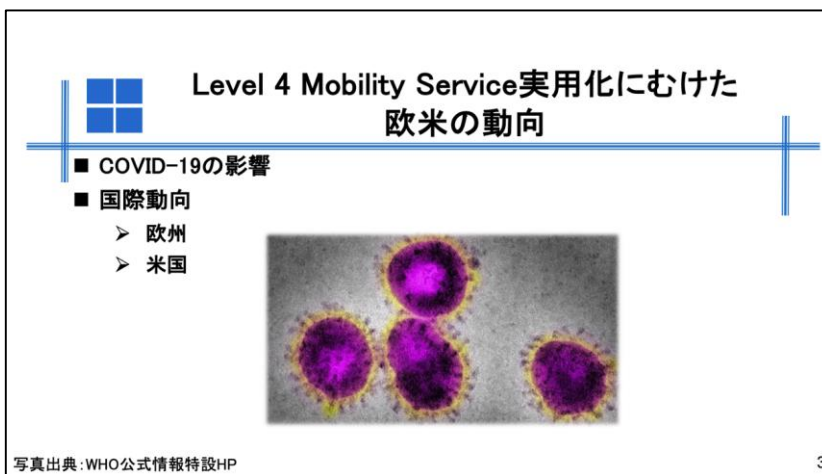 Level 4 Mobility Service実用化にむけた
欧米の動向
■ COVID-19の影響
■ 国際動向
➢ 欧州
➢ 米国
写真出典:WHO公式情報特設HP
3